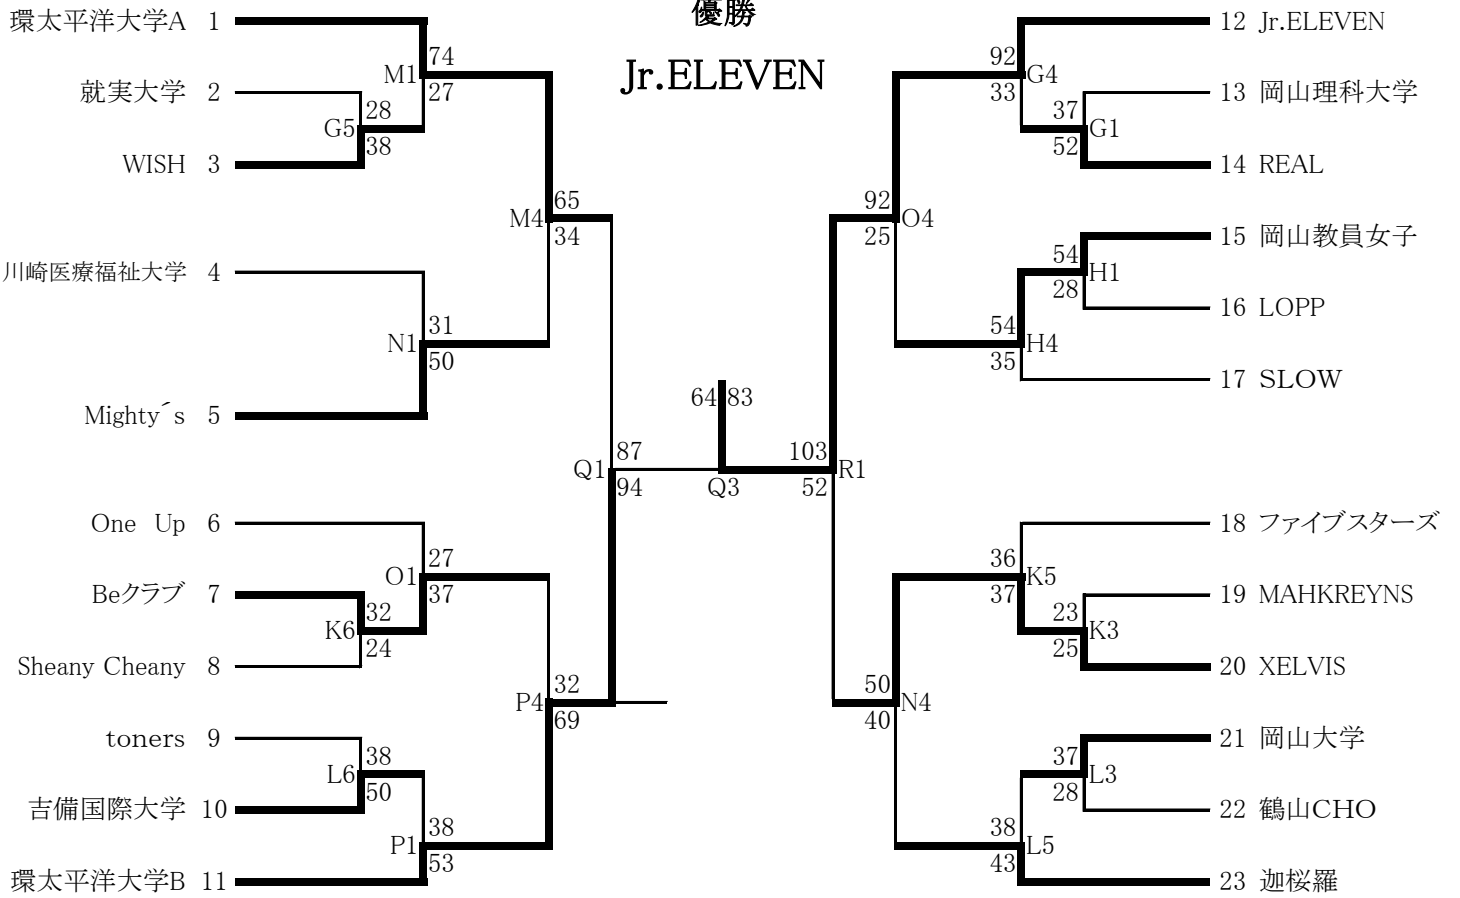 優勝
Jr.ELEVEN
環太平洋大学A 1
74
M1
27
就実大学 2
28
G5
38
WISH 3
65
M4
34
川崎医療福祉大学 4
31
N1
50
Mighty´s 5
87
Q1
94
One Up 6
27
O1
37
Beクラブ 7
32
K6
24
Sheany Cheany 8
32
P4
69
toners 9
38
L6
50
吉備国際大学 10
38
P1
53
環太平洋大学B 11
64 83
Q3
12 Jr.ELEVEN
92
G4
33
13 岡山理科大学
37
G1
52
14 REAL
92
O4
25
15 岡山教員女子
54
H1
28
16 LOPP
54
H4
35
17 SLOW
103
R1
52
18 ファイブスターズ
36
K5
37
19 MAHKREYNS
23
K3
25
20 XELVIS
50
N4
40
21 岡山大学
37
L3
28
22 鶴山CHO
38
L5
43
23 迦桜羅